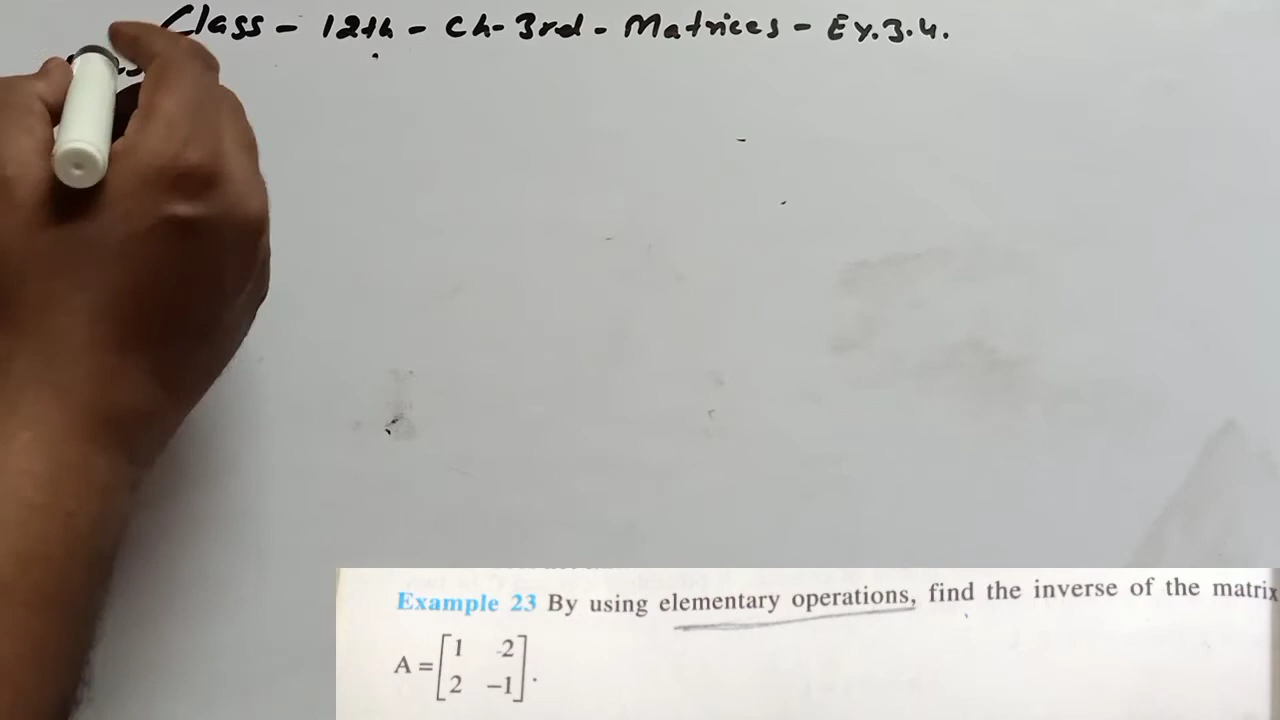 Class - 12th - Ch- 3rd - Matrices - Ex.3.4.
Example 23 By using elementary operations, find the inverse of the matrix
A = [1 2
2 -1].